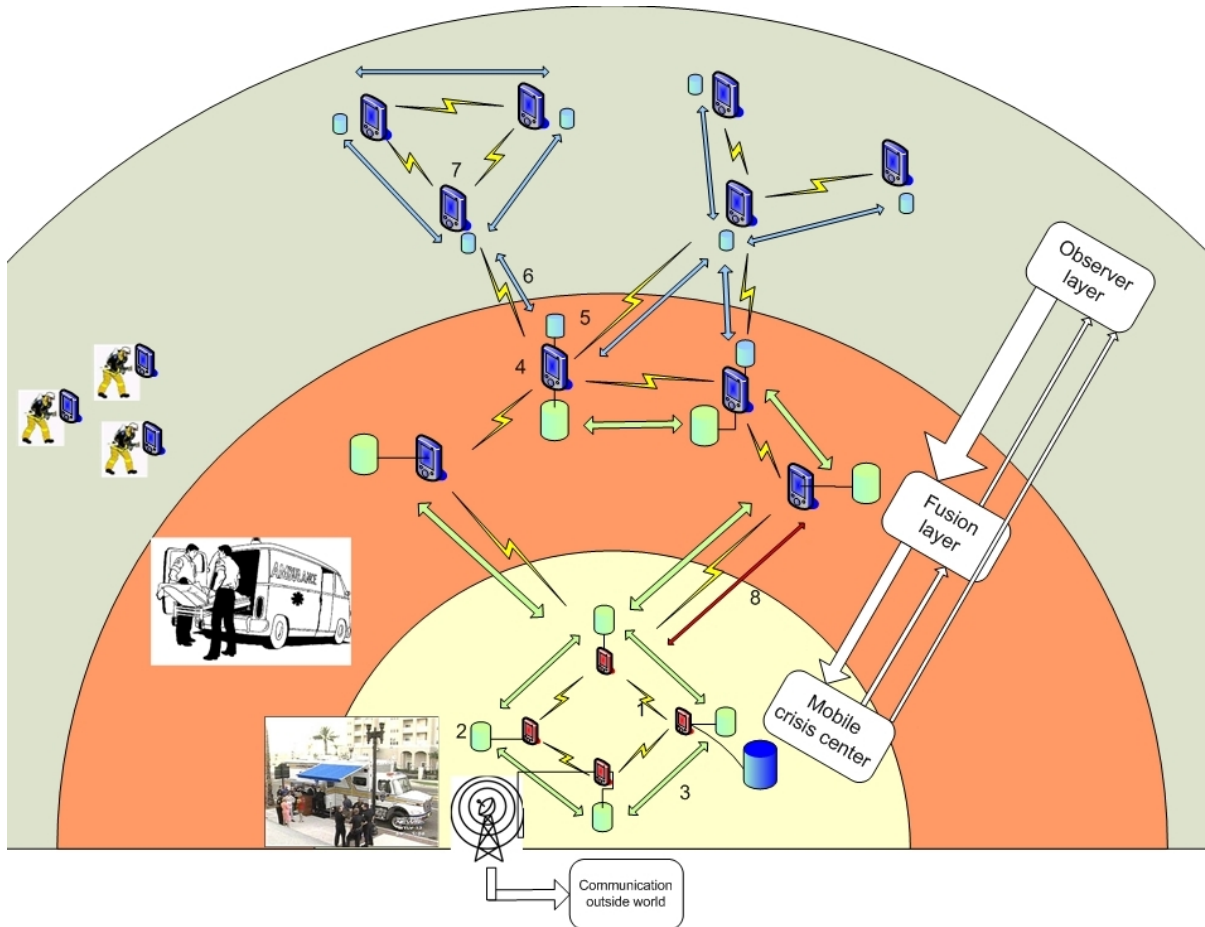 7
6
5
4
Observer
layer
Fusion
layer
AMBULANCE
8
1
2
3
Mobile
crisis center
Communication
outside world